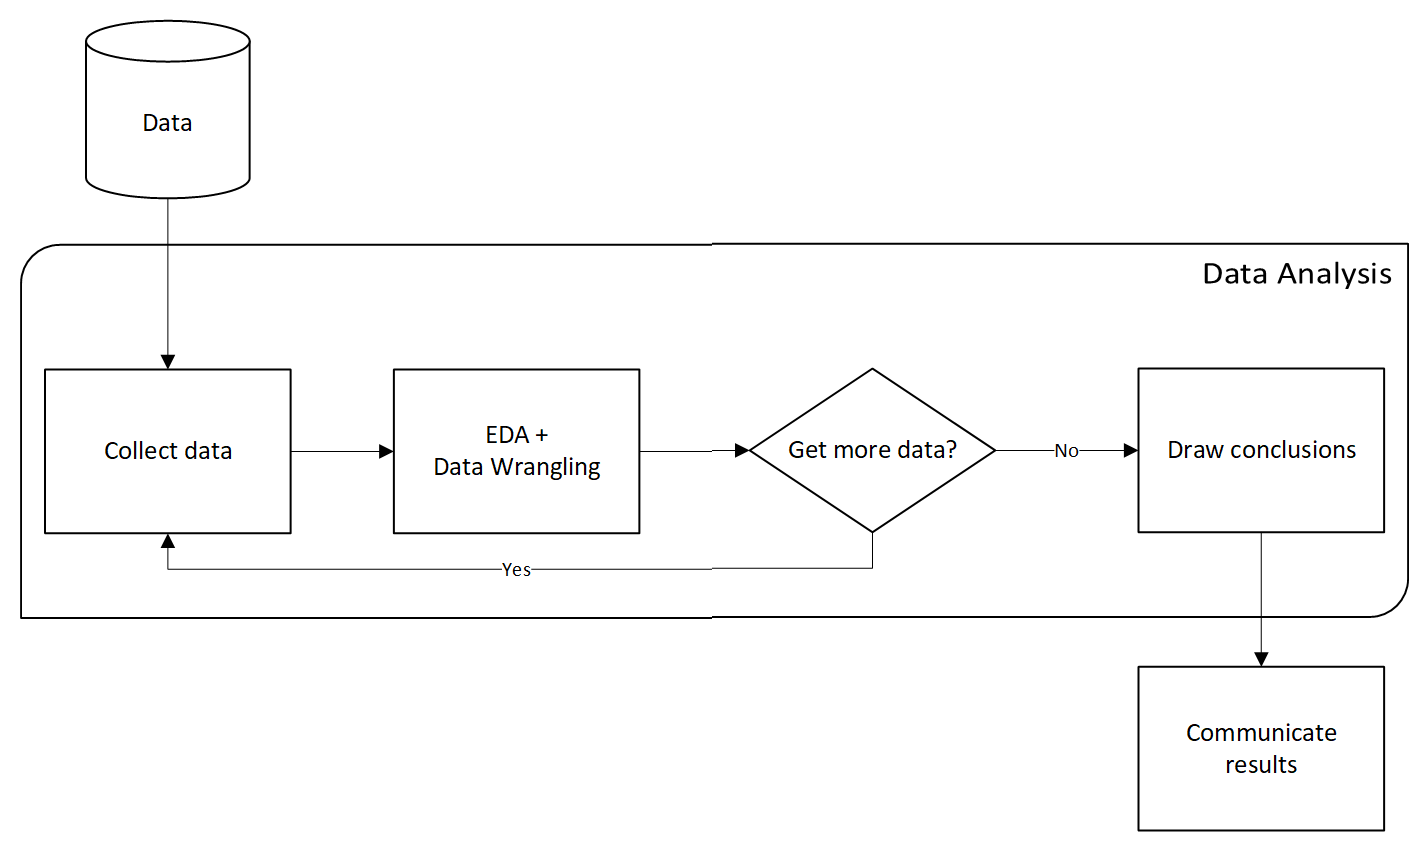 Data
Data Analysis
Collect data
EDA +
Data Wrangling
Get more data?
No
Draw conclusions
Yes
Communicate
results